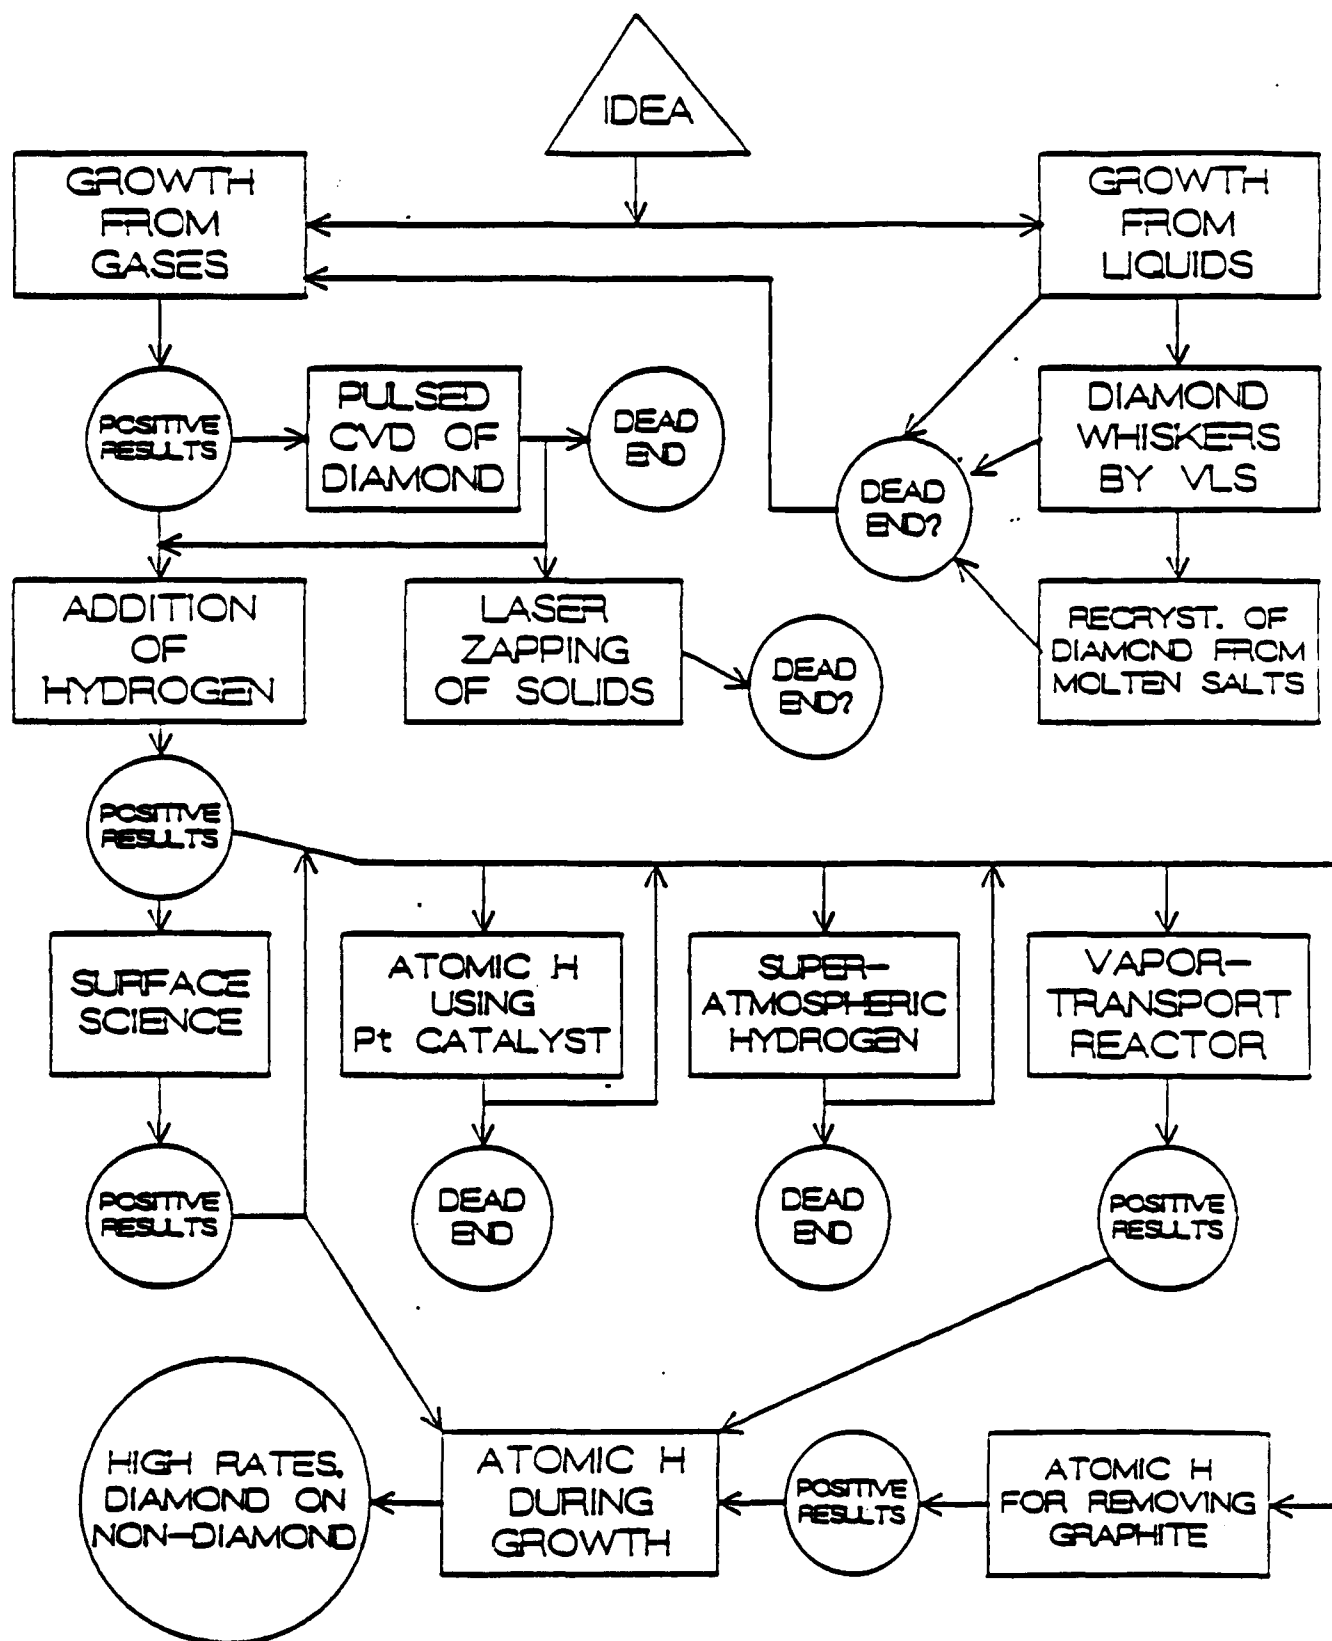 IDEA
GROWTH
FROM
GASES
GROWTH
FROM
LIQUIDS
POSITIVE
RESULTS
PULSED
CVD OF
DIAMOND
DEAD
END
DEAD
END?
DIAMOND
WHISKERS
BY VLS
ADDITION
OF
HYDROGEN
LASER
ZAPPING
OF SOLIDS
DEAD
END?
RECRYST. OF
DIAMOND FROM
MOLTEN SALTS
POSITIVE
RESULTS
SURFACE
SCIENCE
ATOMIC H
USING
Pt CATALYST
SUPER-
ATMOSPHERIC
HYDROGEN
VAPOR-
TRANSPORT
REACTOR
POSITIVE
RESULTS
DEAD
END
DEAD
END
POSITIVE
RESULTS
HIGH RATES,
DIAMOND ON
NON-DIAMOND
ATOMIC H
DURING
GROWTH
POSITIVE
RESULTS
ATOMIC H
FOR REMOVING
GRAPHITE